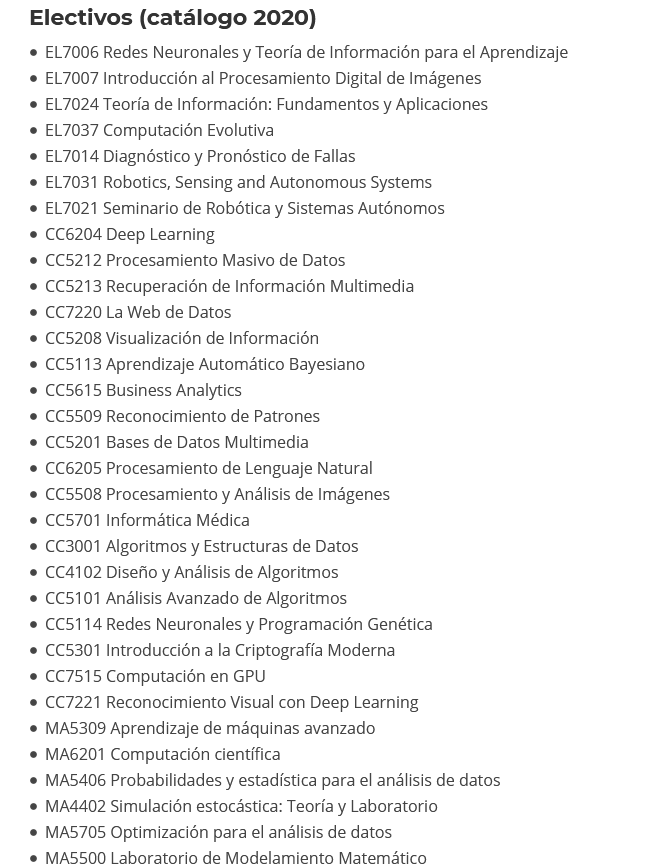 Electivos (catálogo 2020)
• EL7006 Redes Neuronales y Teoría de Información para el Aprendizaje
• EL7007 Introducción al Procesamiento Digital de Imágenes
• EL7024 Teoría de Información: Fundamentos y Aplicaciones
• EL7037 Computación Evolutiva
• EL7014 Diagnóstico y Pronóstico de Fallas
• EL7031 Robotics, Sensing and Autonomous Systems
• EL7021 Seminario de Robótica y Sistemas Autónomos
• CC6204 Deep Learning
• CC5212 Procesamiento Masivo de Datos
• CC5213 Recuperación de Información Multimedia
• CC7220 La Web de Datos
• CC5208 Visualización de Información
• CC5113 Aprendizaje Automático Bayesiano
• CC5615 Business Analytics
• CC5509 Reconocimiento de Patrones
• CC5201 Bases de Datos Multimedia
• CC6205 Procesamiento de Lenguaje Natural
• CC5508 Procesamiento y Análisis de Imágenes
• CC5701 Informática Médica
• CC3001 Algoritmos y Estructuras de Datos
• CC4102 Diseño y Análisis de Algoritmos
• CC5101 Análisis Avanzado de Algoritmos
• CC5114 Redes Neuronales y Programación Genética
• CC5301 Introducción a la Criptografía Moderna
• CC7515 Computación en GPU
• CC7221 Reconocimiento Visual con Deep Learning
• MA5309 Aprendizaje de máquinas avanzado
• MA6201 Computación científica
• MA5406 Probabilidades y estadística para el análisis de datos
• MA4402 Simulación estocástica: Teoría y Laboratorio
• MA5705 Optimización para el análisis de datos
• MA5500 Laboratorio de Modelamiento Matemático